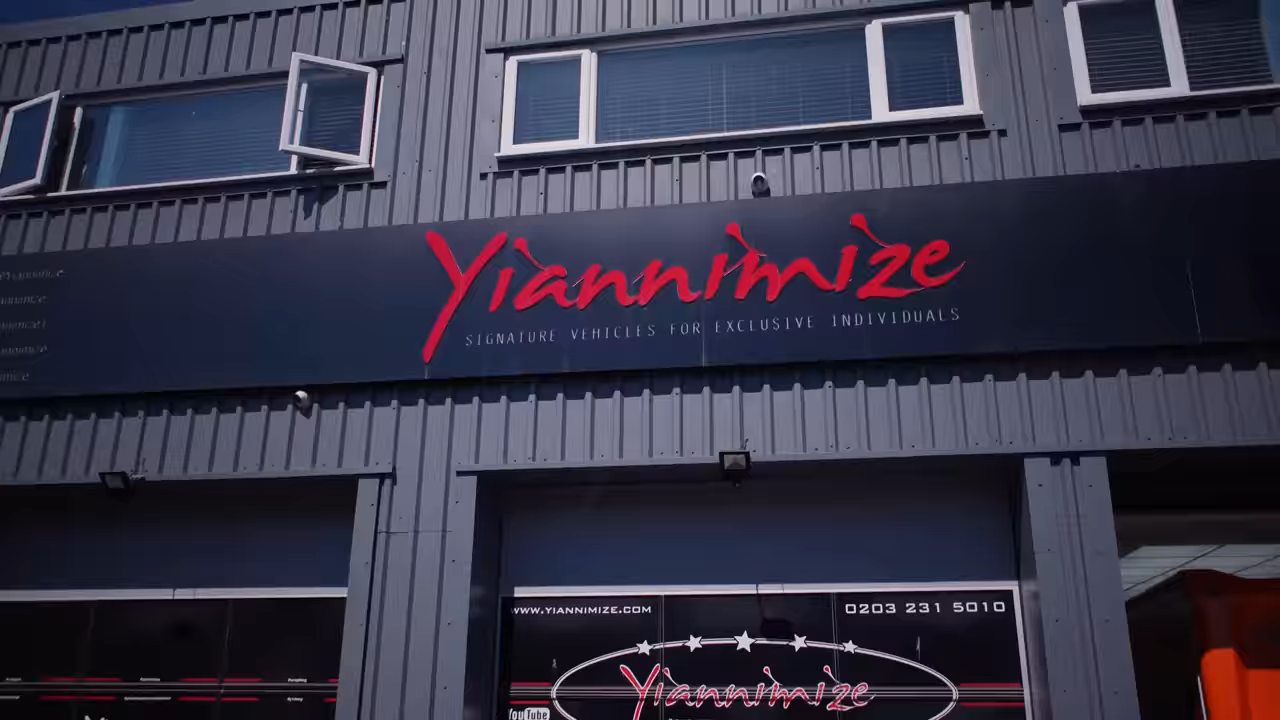 Yiannimize
SIGNATURE VEHICLES FOR EXCLUSIVE INDIVIDUALS
WWW.YIANNIMIZE.COM
0203 231 5010
Yiannimize
YouTube